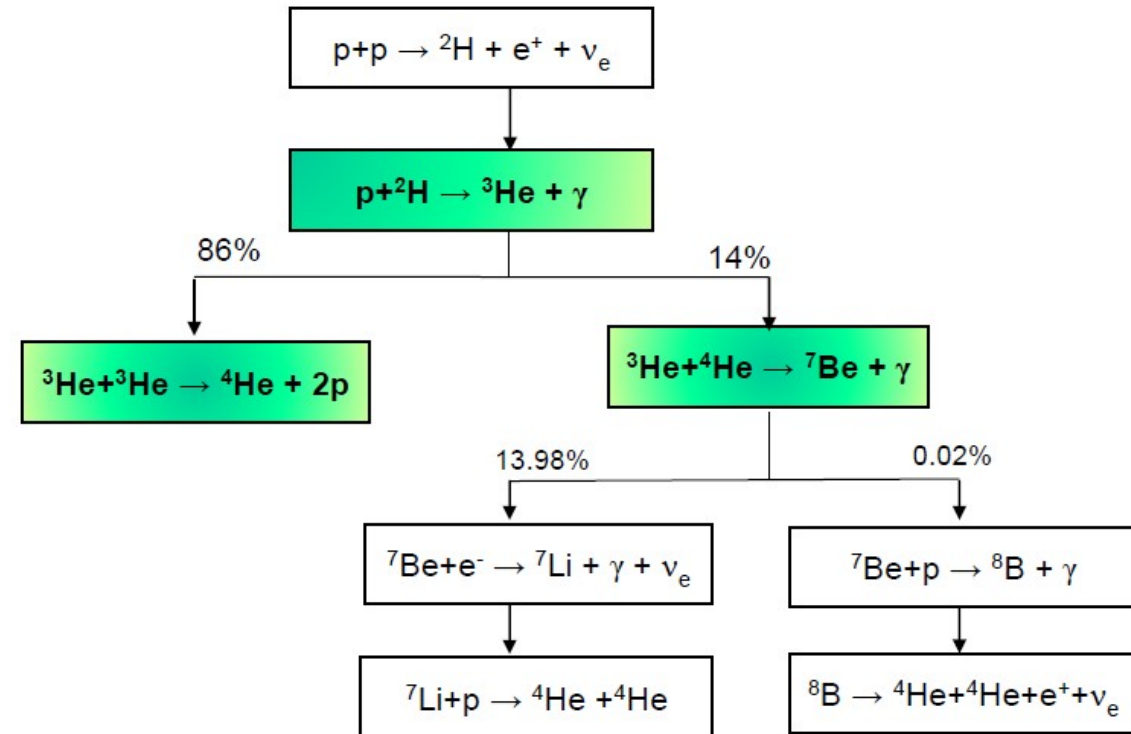 p+p → ²H + e⁺ + νₑ
p+²H → ³He + γ
86%
14%
³He+³He → ⁴He + 2p
³He+⁴He → ⁷Be + γ
13.98%
0.02%
⁷Be+e⁻ → ⁷Li + γ + νₑ
⁷Be+p → ⁸B + γ
⁷Li+p → ⁴He +⁴He
⁸B → ⁴He+⁴He+e⁺+νₑ